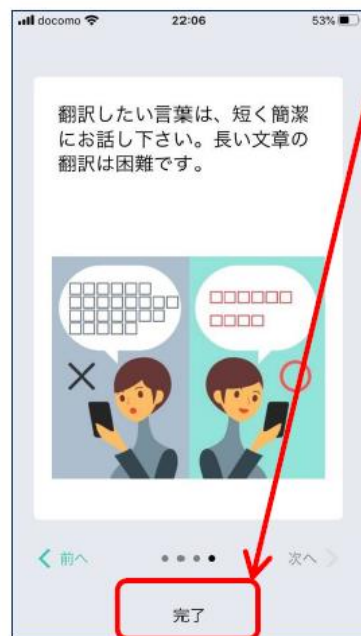 docomo 22:06 53%
翻訳したい言葉は、短く簡潔
にお話し下さい。長い文章の
翻訳は困難です。
前へ 次へ
完了